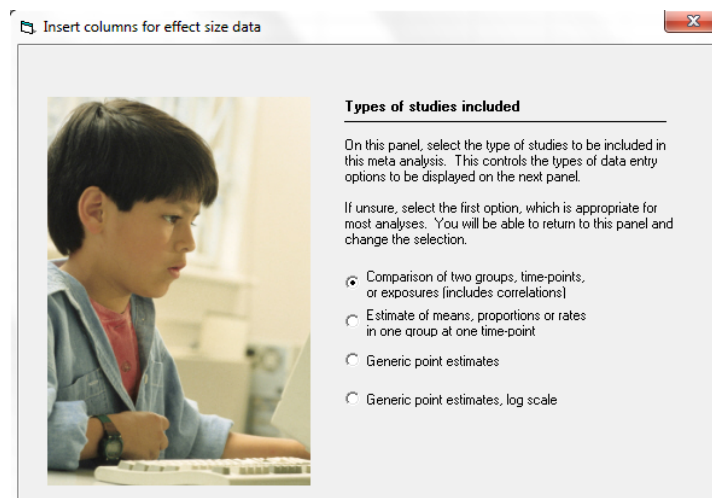 Insert columns for effect size data
X
Types of studies included
On this panel, select the type of studies to be included in
this meta analysis. This controls the types of data entry
options to be displayed on the next panel.
If unsure, select the first option, which is appropriate for
most analyses. You will be able to return to this panel and
change the selection.
Comparison of two groups, time-points,
or exposures (includes correlations)
Estimate of means, proportions or rates
in one group at one time-point
Generic point estimates
Generic point estimates, log scale